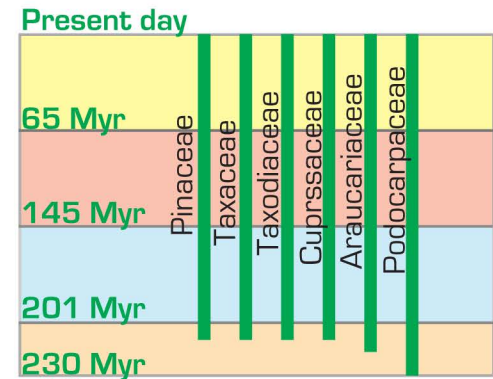 Present day
65 Myr
145 Myr
201 Myr
230 Myr
Pinaceae
Taxaceae
Taxodiaceae
Cuprssaceae
Araucariaceae
Podocarpaceae